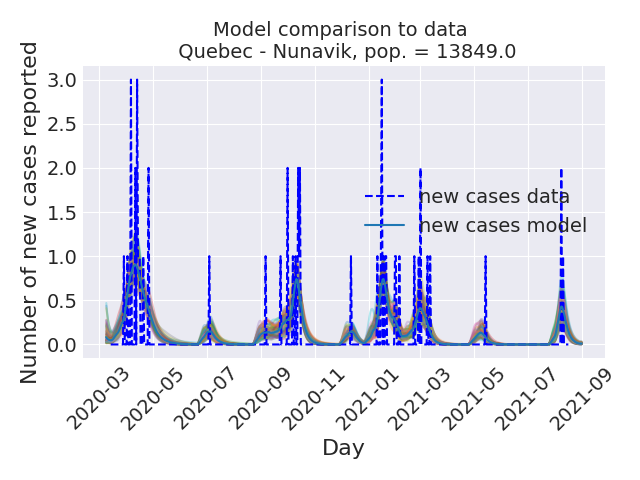 Model comparison to data
Quebec - Nunavik, pop. = 13849.0
Number of new cases reported
3.0
2.5
2.0
1.5
1.0
0.5
0.0
new cases data
new cases model
2020-03
2020-05
2020-07
2020-09
2020-11
2021-01
2021-03
2021-05
2021-07
2021-09
Day